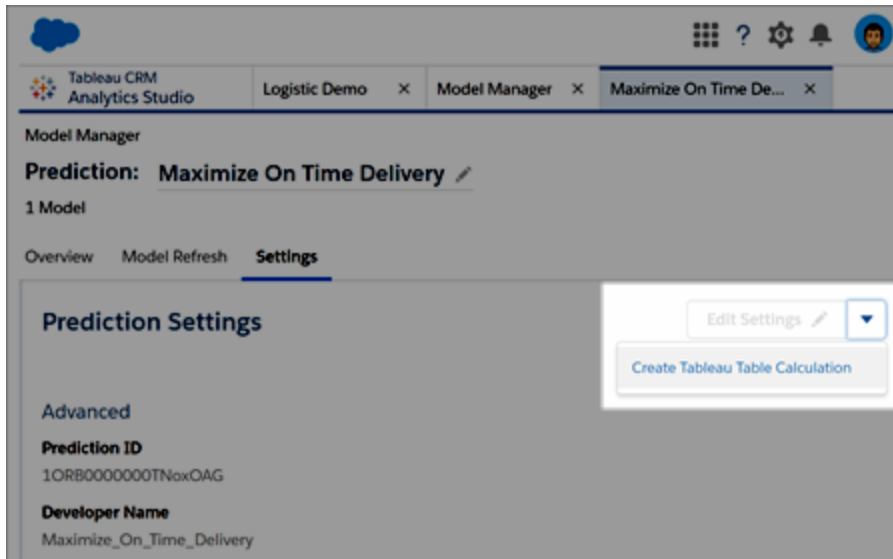 Tableau CRM
Analytics Studio
Logistic Demo
Model Manager
Maximize On Time De...
Model Manager
Prediction: Maximize On Time Delivery
1 Model
Overview Model Refresh Settings
Prediction Settings
Edit Settings
Create Tableau Table Calculation
Advanced
Prediction ID
1ORB0000000TNoxOAG
Developer Name
Maximize_On_Time_Delivery